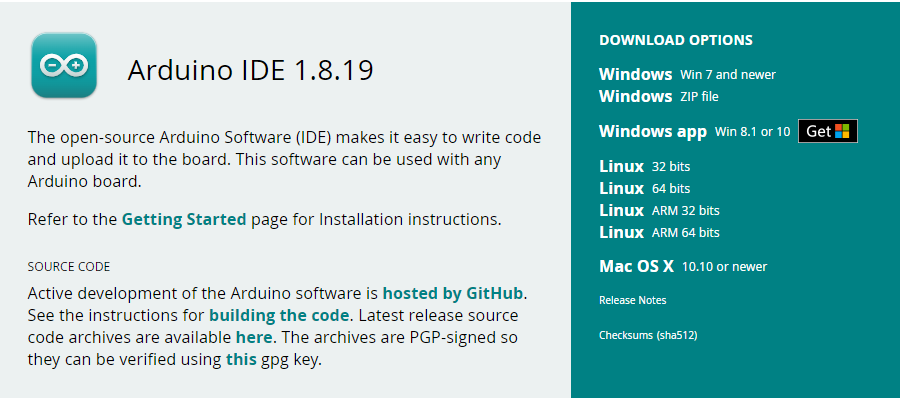 Arduino IDE 1.8.19
The open-source Arduino Software (IDE) makes it easy to write code
and upload it to the board. This software can be used with any
Arduino board.
Refer to the Getting Started page for Installation instructions.
SOURCE CODE
Active development of the Arduino software is hosted by GitHub.
See the instructions for building the code. Latest release source
code archives are available here. The archives are PGP-signed so
they can be verified using this gpg key.
DOWNLOAD OPTIONS
Windows Win 7 and newer
Windows ZIP file
Windows app Win 8.1 or 10 Get
Linux 32 bits
Linux 64 bits
Linux ARM 32 bits
Linux ARM 64 bits
Mac OS X 10.10 or newer
Release Notes
Checksums (sha512)